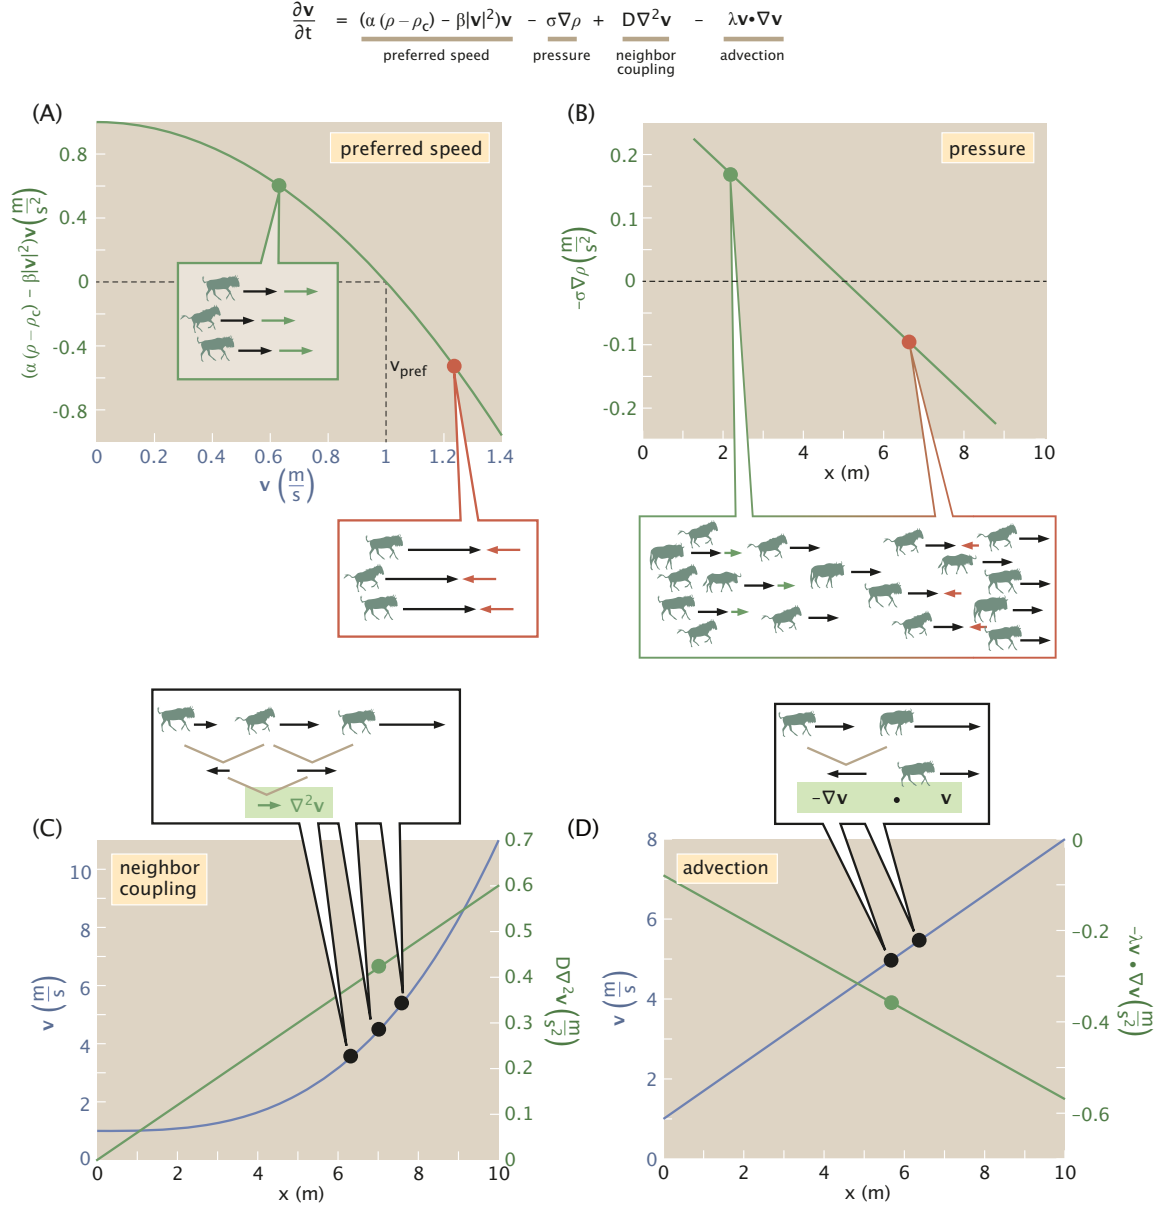 ∂v/∂t = (α (ρ – ρc) – β|v|²)v – σ∇ρ + D∇²v – λv•∇v
preferred speed pressure neighbor coupling advection
(A)
preferred speed
(α (ρ – ρc) – β|v|²)v (m/s²)
0.8
0.4
0
-0.4
-0.8
vpref
0 0.2 0.4 0.6 0.8 1 1.2 1.4
v (m/s)
(B)
pressure
–σ∇ρ (m/s²)
0.2
0.1
0
-0.1
-0.2
0 2 4 6 8 10
x (m)
∇²v
(C)
neighbor
coupling
v (m/s)
10
8
6
4
2
0
0.7
0.6
0.5
0.4
0.3
0.2
0.1
0
D∇²v (m/s²)
0 2 4 6 8 10
x (m)
–∇v • v
(D)
advection
v (m/s)
8
6
4
2
0
0
–0.2
–0.4
–0.6
–λv • ∇v (m/s²)
0 2 4 6 8 10
x (m)